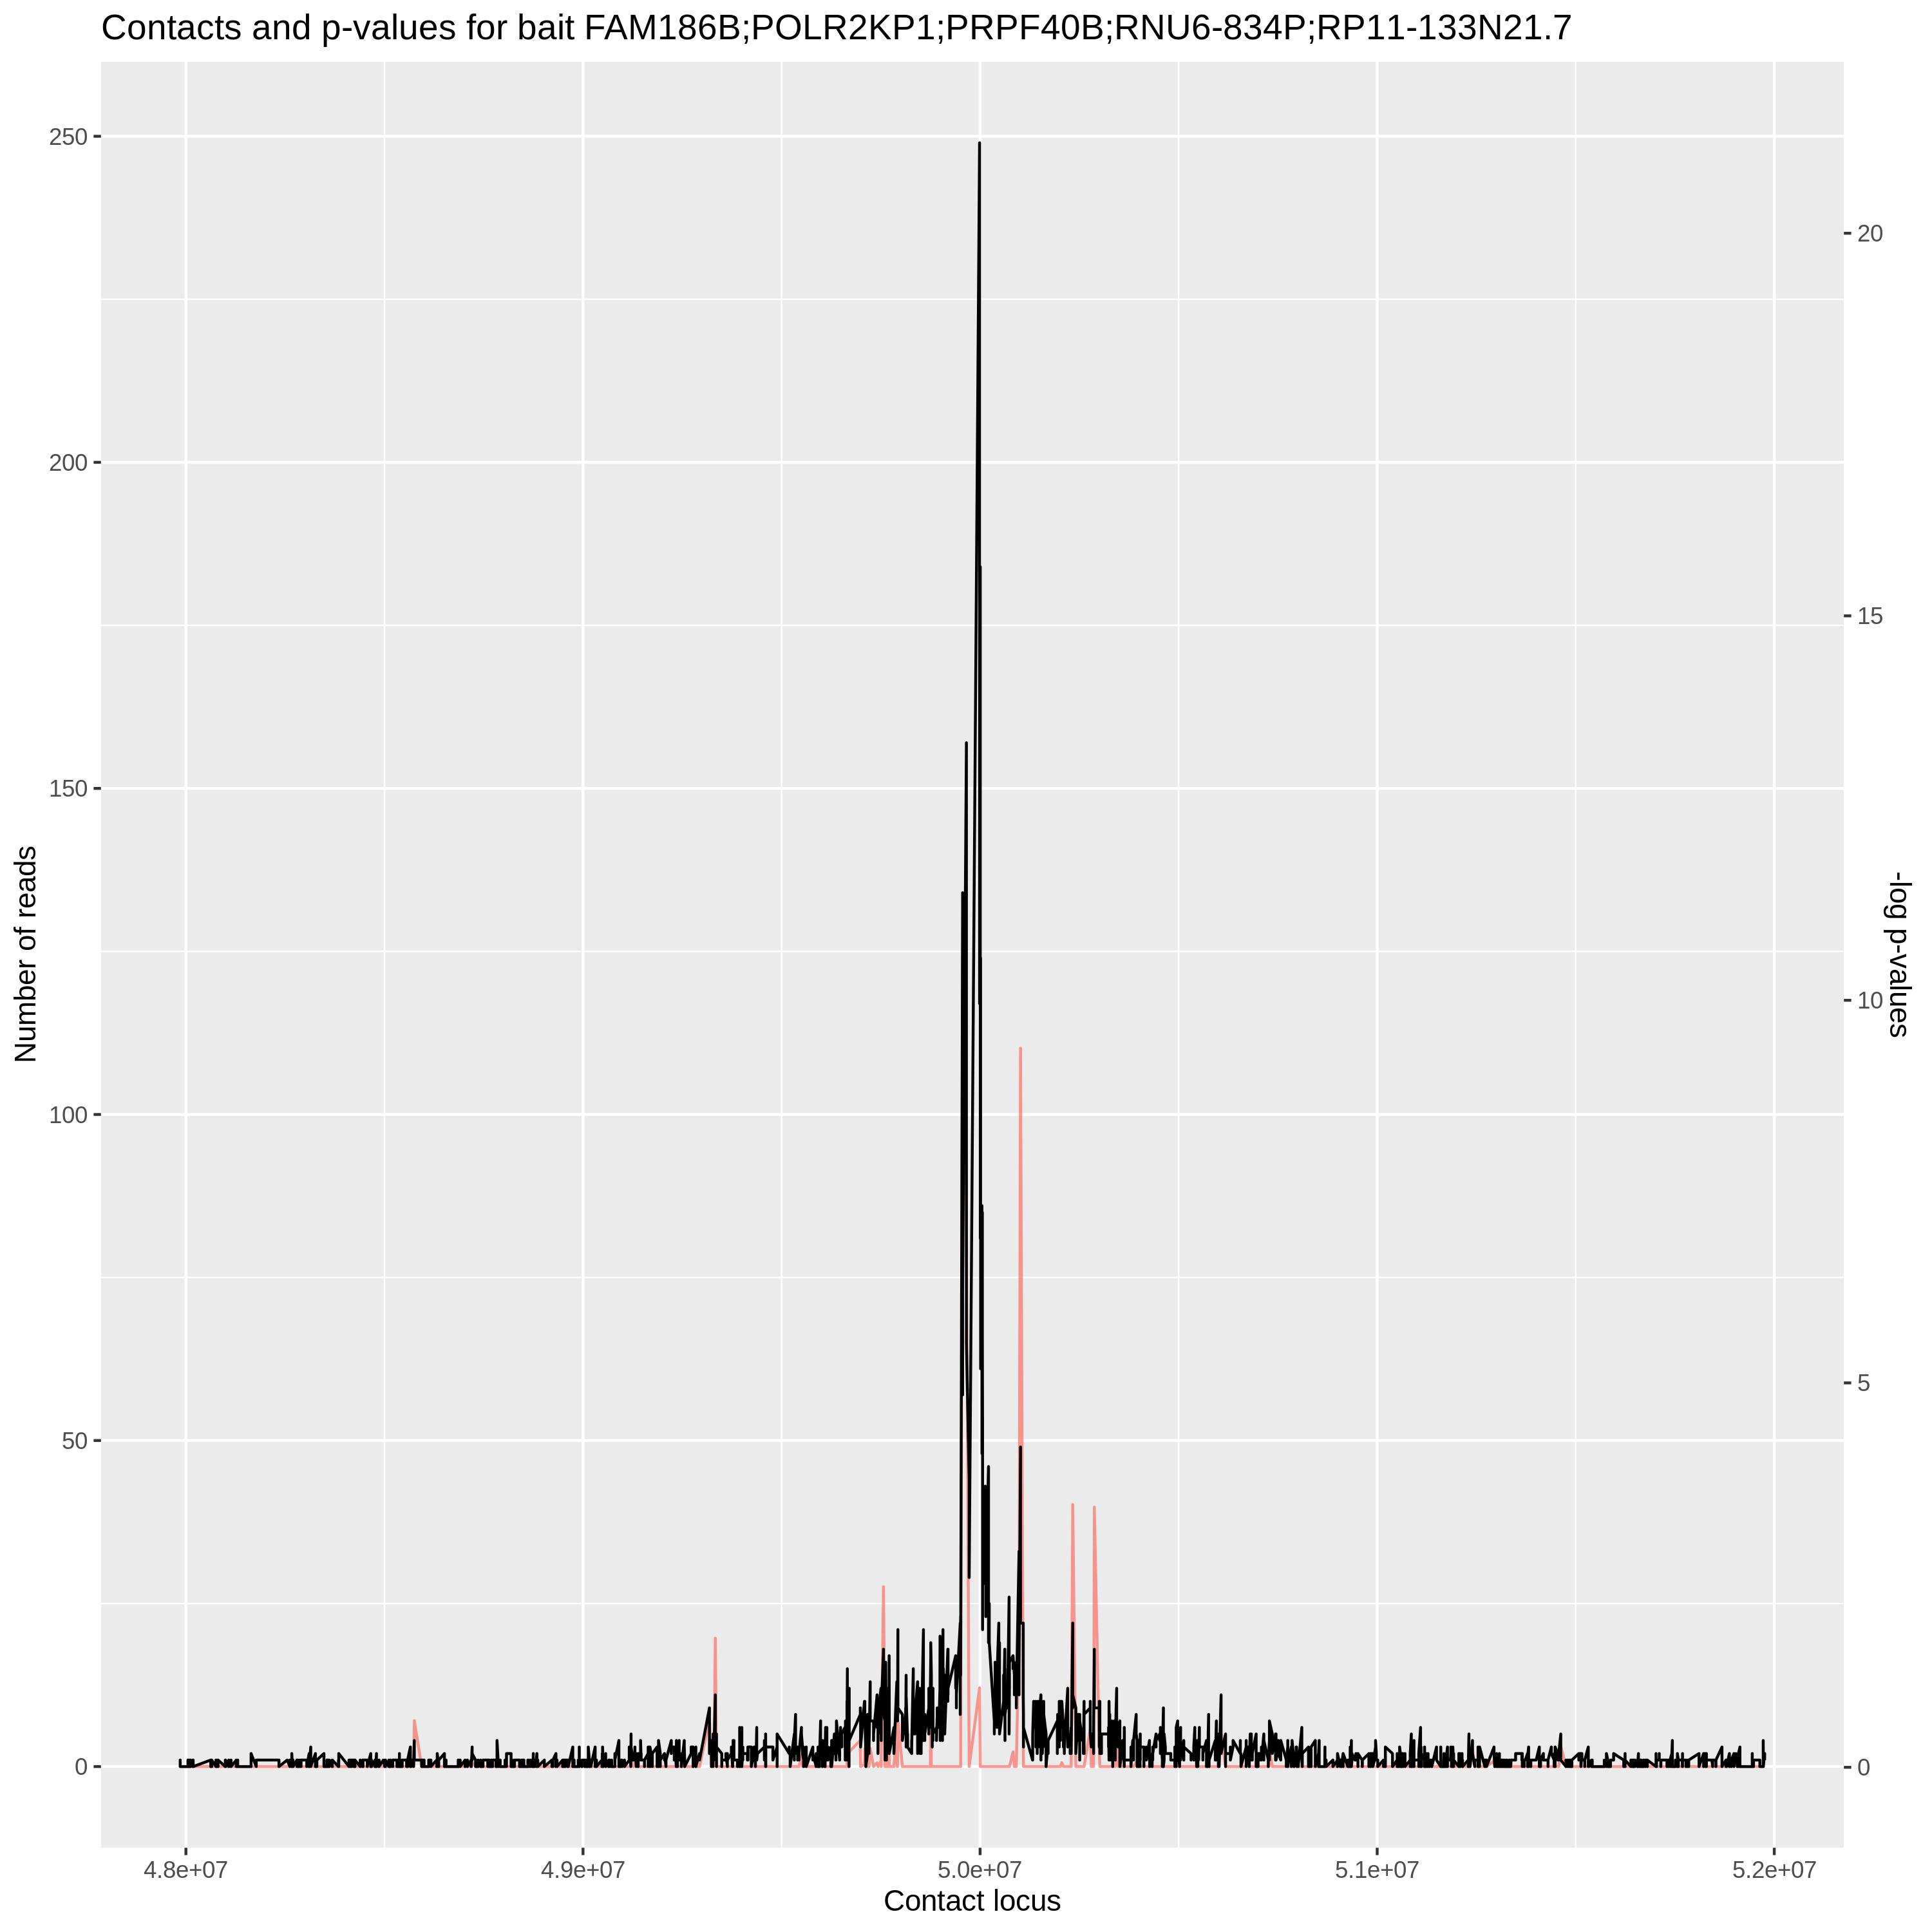 Contacts and p-values for bait FAM186B;POLR2KP1;PRPF40B;RNU6-834P;RP11-133N21.7
250
200
150
100
50
0
Number of reads
20
15
10
5
0
-log p-values
4.8e+07
4.9e+07
5.0e+07
5.1e+07
5.2e+07
Contact locus